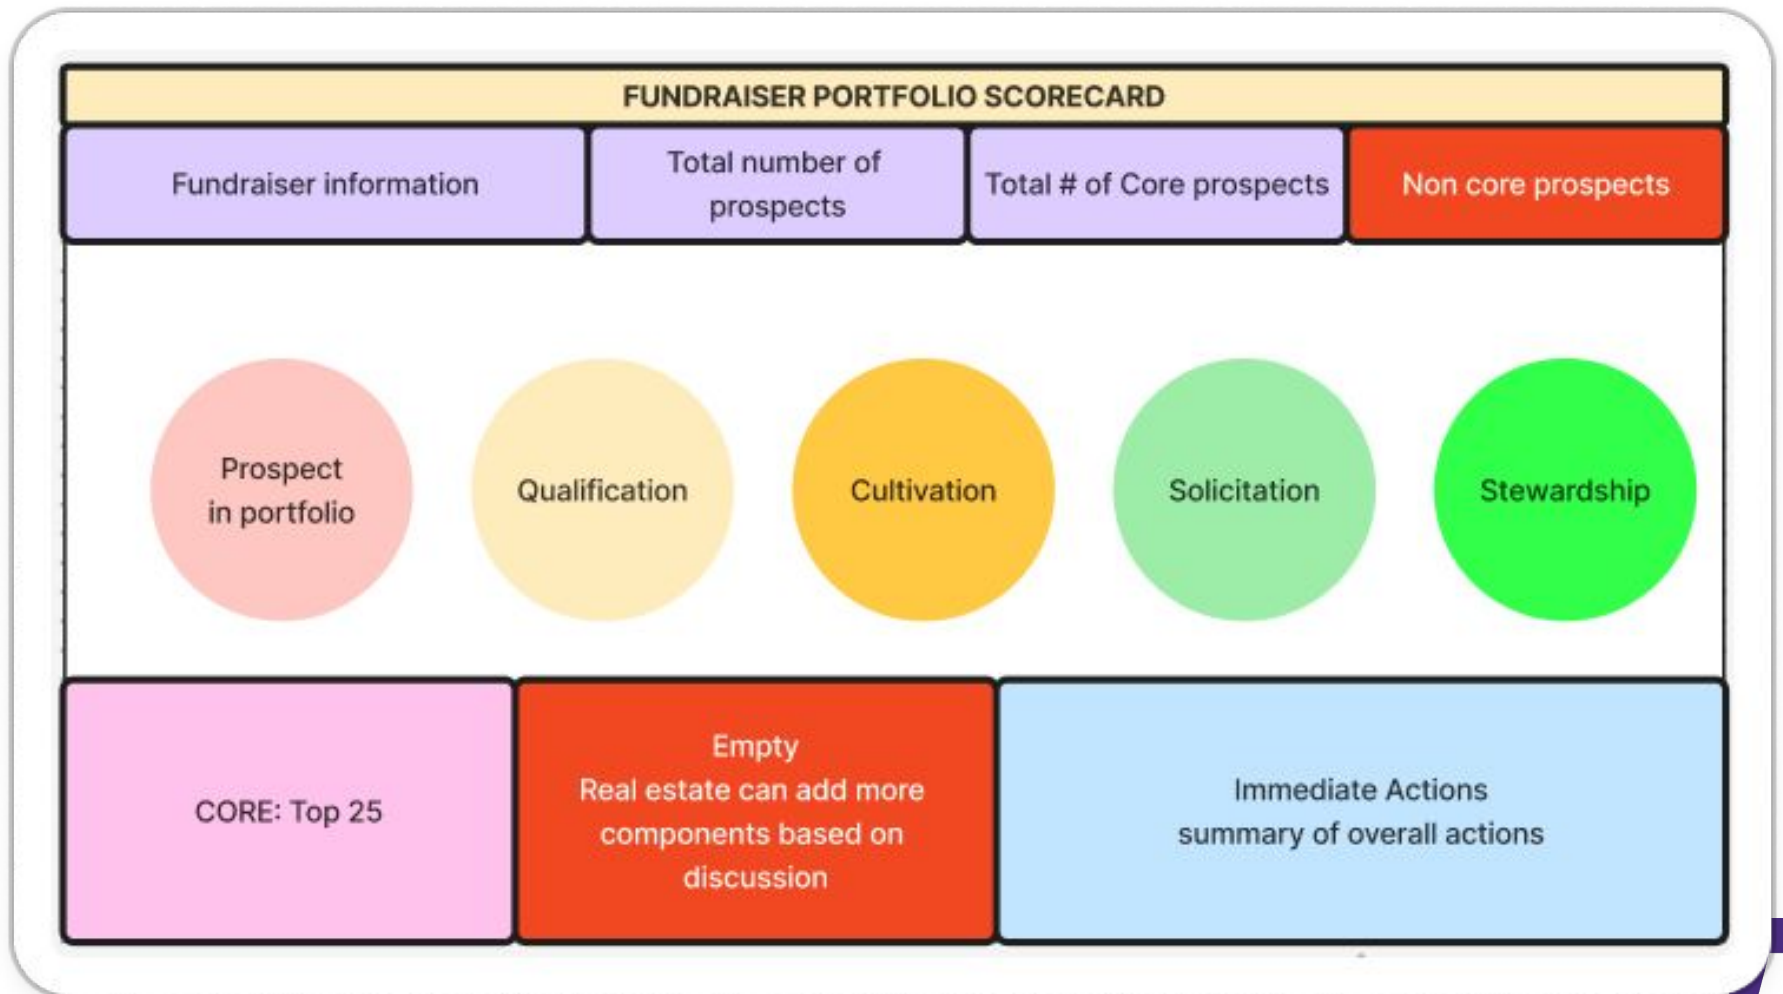 FUNDRAISER PORTFOLIO SCORECARD
Fundraiser information
Total number of
prospects
Total # of Core prospects
Non core prospects
Prospect
in portfolio
Qualification
Cultivation
Solicitation
Stewardship
CORE: Top 25
Empty
Real estate can add more
components based on
discussion
Immediate Actions
summary of overall actions